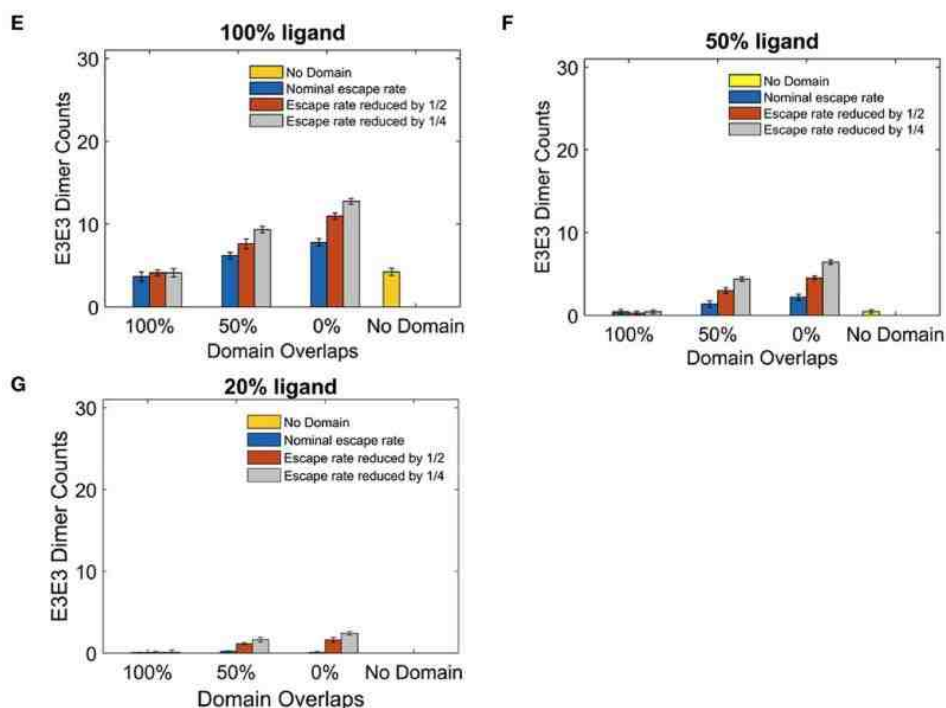 E
100% ligand
30
20
10
0
E3E3 Dimer Counts
No Domain
Nominal escape rate
Escape rate reduced by 1/2
Escape rate reduced by 1/4
100% 50% 0% No Domain
Domain Overlaps
F
50% ligand
30
20
10
0
E3E3 Dimer Counts
No Domain
Nominal escape rate
Escape rate reduced by 1/2
Escape rate reduced by 1/4
100% 50% 0% No Domain
Domain Overlaps
G
20% ligand
30
20
10
0
E3E3 Dimer Counts
No Domain
Nominal escape rate
Escape rate reduced by 1/2
Escape rate reduced by 1/4
100% 50% 0% No Domain
Domain Overlaps